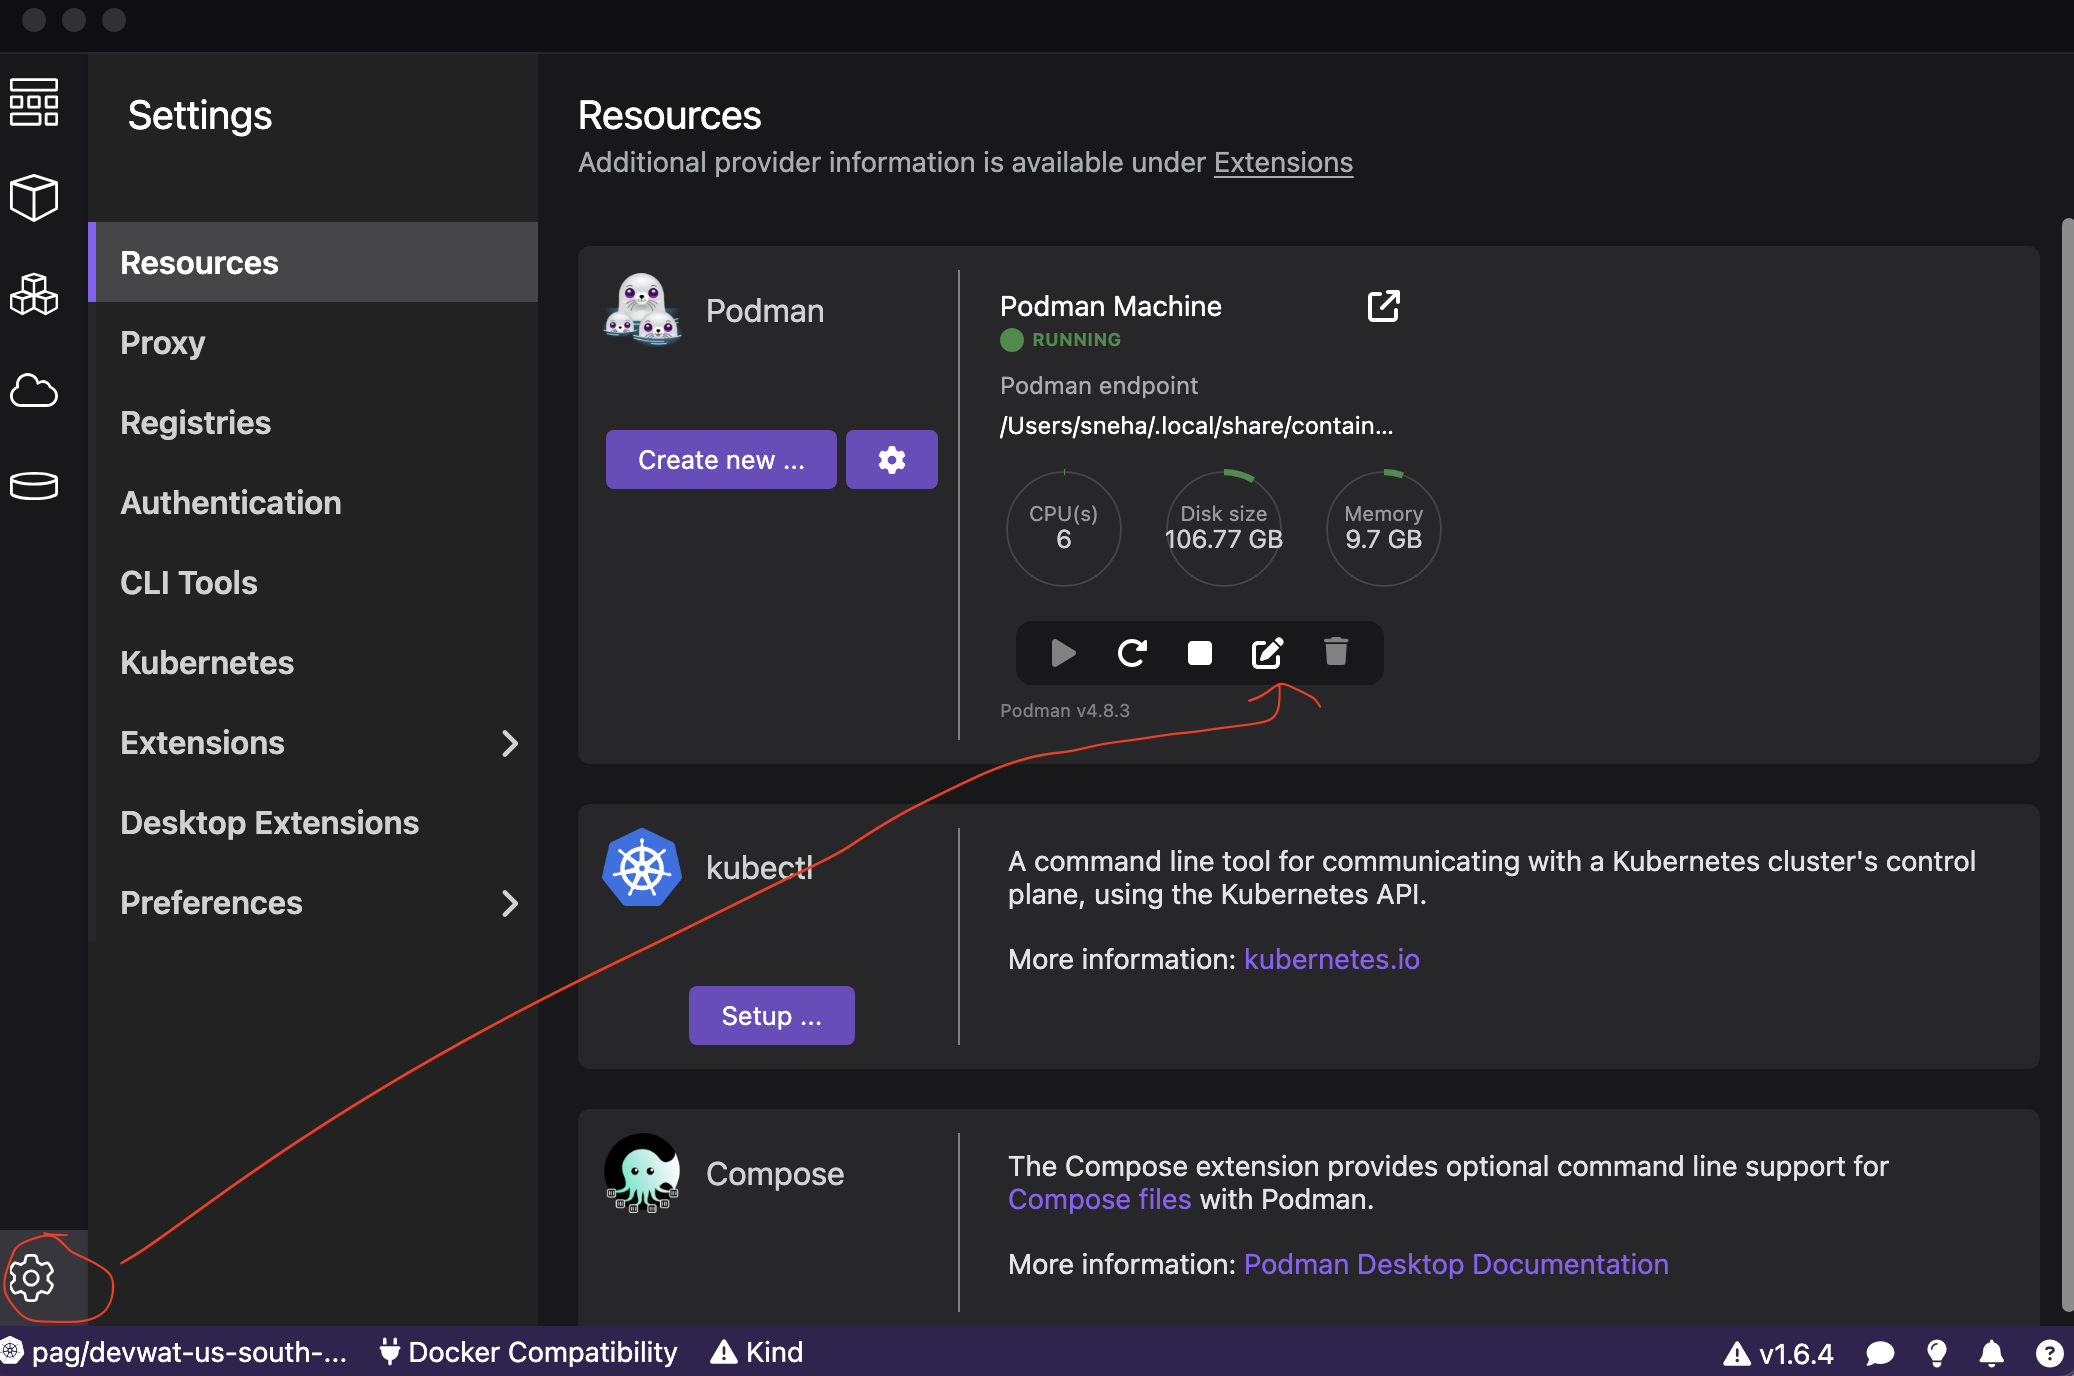 Settings
Resources
Proxy
Registries
Authentication
CLI Tools
Kubernetes
Extensions
Desktop Extensions
Preferences
Resources
Additional provider information is available under Extensions
Podman
Create new ...
Podman Machine
RUNNING
Podman endpoint
/Users/sneha/.local/share/contain...
CPU(s)
6
Disk size
106.77 GB
Memory
9.7 GB
Podman v4.8.3
kubectl
Setup ...
A command line tool for communicating with a Kubernetes cluster's control
plane, using the Kubernetes API.
More information: kubernetes.io
Compose
The Compose extension provides optional command line support for
Compose files with Podman.
More information: Podman Desktop Documentation
pag/devwat-us-south-... Docker Compatibility Kind v1.6.4